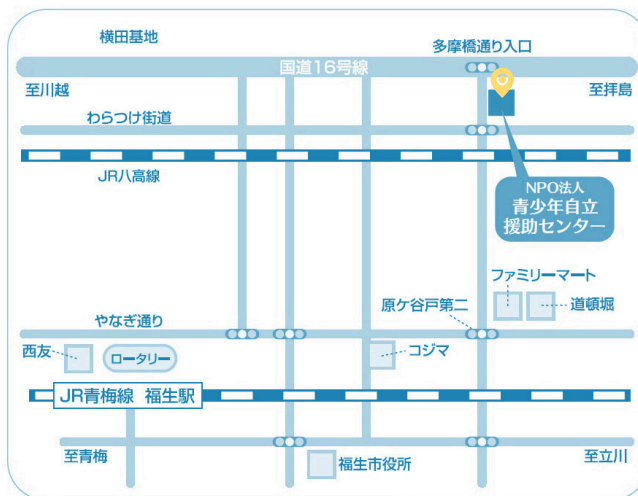 横田基地
多摩橋通り入口
国道16号線
至川越
至拝島
わらつけ街道
JR八高線
NPO法人
青少年自立
援助センター
ファミリーマート
原ケ谷戸第二
道頓堀
やなぎ通り
西友
ロータリー
コジマ
JR青梅線 福生駅
至青梅
福生市役所
至立川